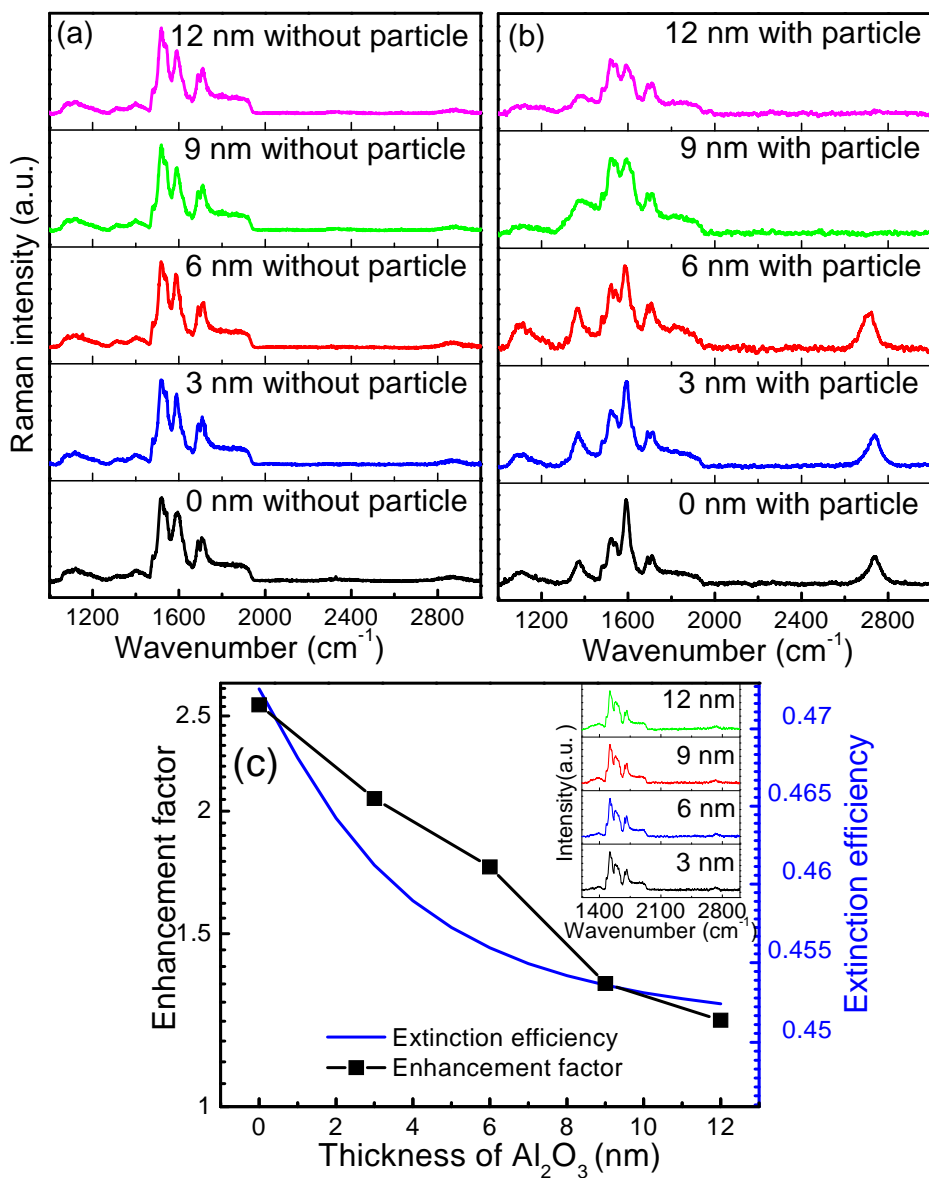 (a)
12 nm without particle
9 nm without particle
6 nm without particle
3 nm without particle
0 nm without particle
Raman intensity (a.u.)
1200 1600 2000 2400 2800
Wavenumber (cm⁻¹)
(b)
12 nm with particle
9 nm with particle
6 nm with particle
3 nm with particle
0 nm with particle
1200 1600 2000 2400 2800
Wavenumber (cm⁻¹)
(c)
Enhancement factor
2.5
2
1.5
1
0 2 4 6 8 10 12
Thickness of Al₂O₃ (nm)
Extinction efficiency
Enhancement factor
12 nm
9 nm
6 nm
3 nm
Intensity(a.u.)
1400 2100 2800
Wavenumber (cm⁻¹)
0.47
0.465
0.46
0.455
0.45
Extinction efficiency